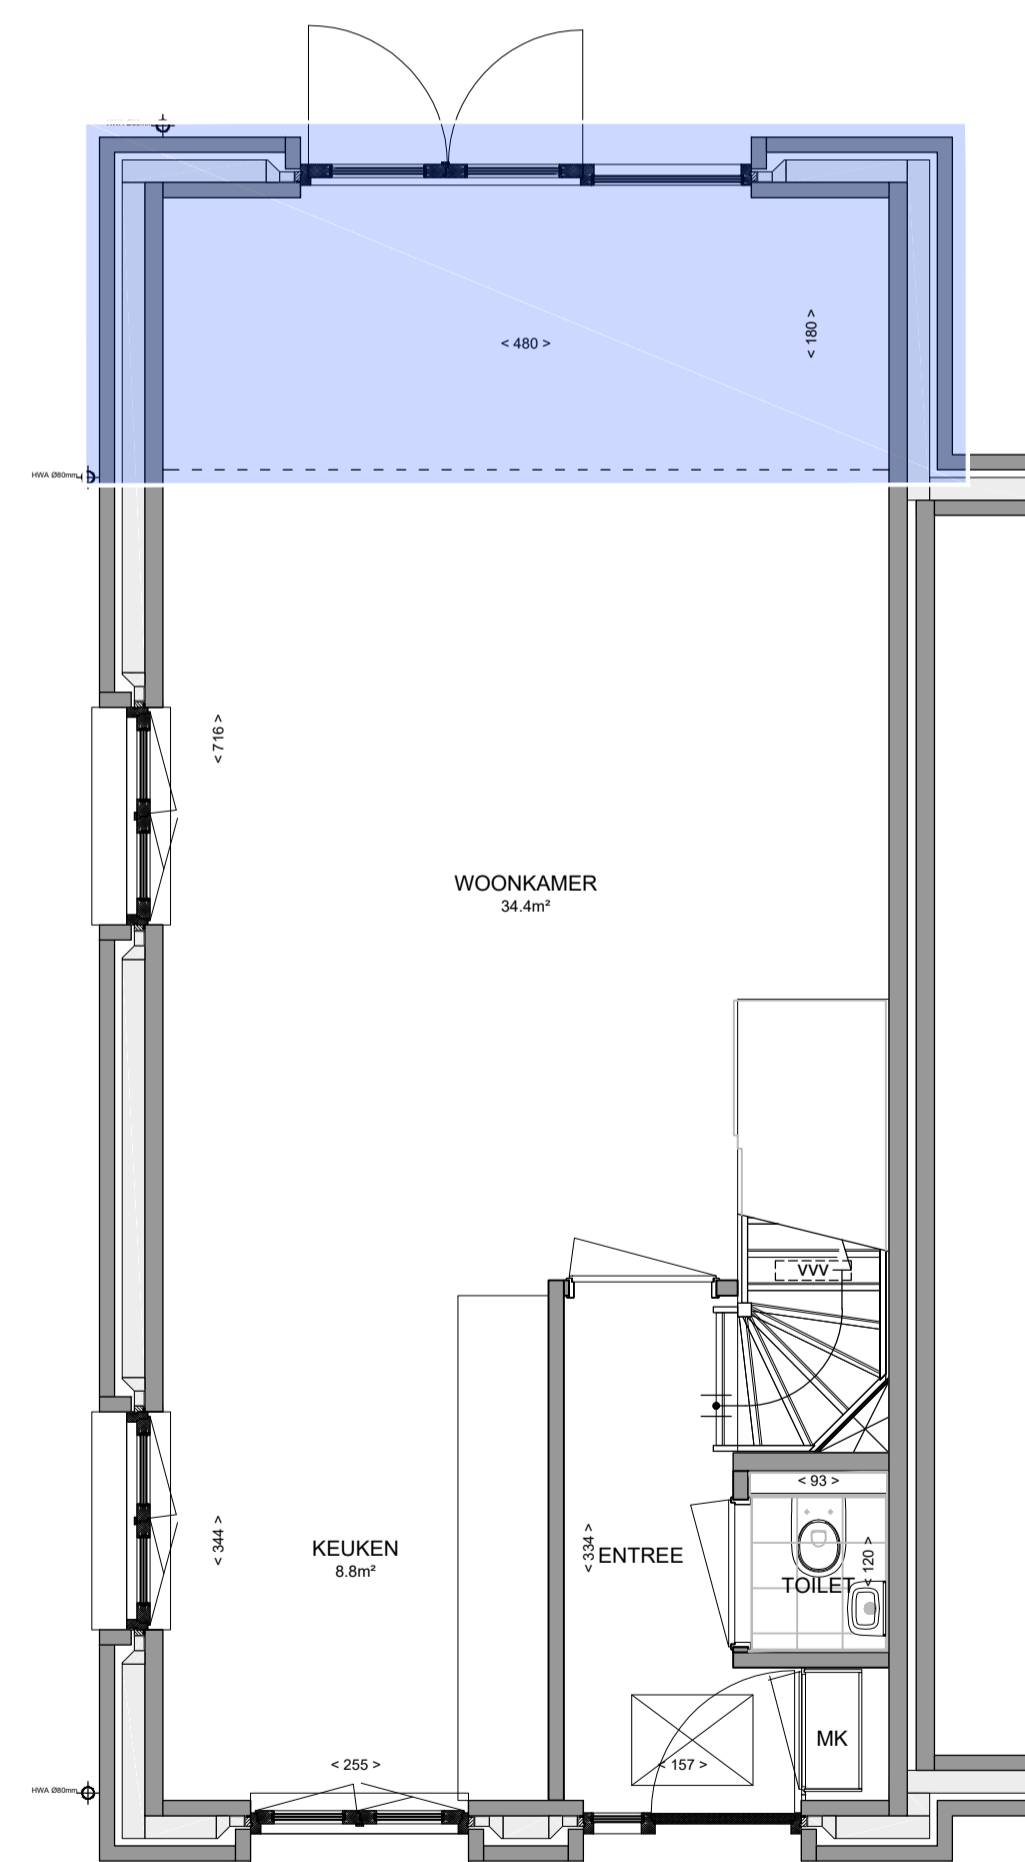 < 480 >
< 180 >
HWA Ø80mm
< 716 >
WOONKAMER
34.4m²
VVV
< 93 >
< 344 >
KEUKEN
8.8m²
< 334 >
ENTREE
TOILET
< 120 >
MK
< 255 >
< 157 >
HWA Ø80mm